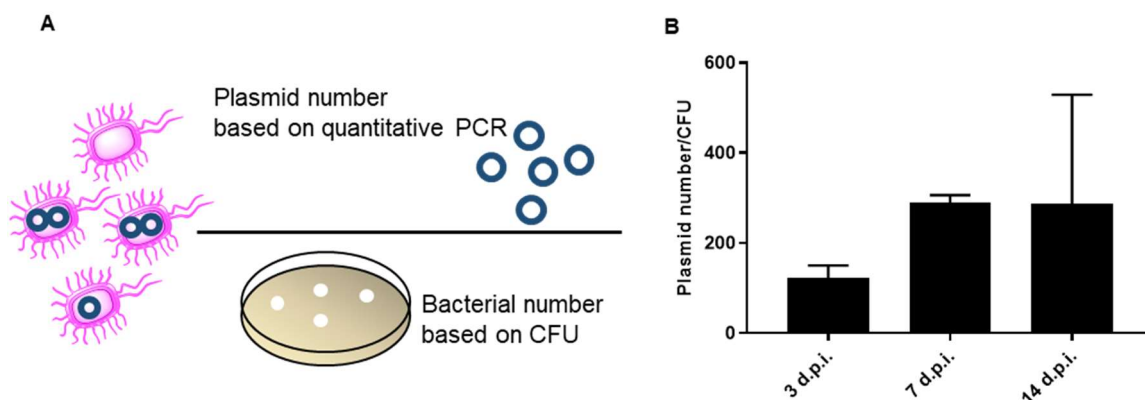 A
Plasmid number
based on quantitative PCR
Bacterial number
based on CFU
B
Plasmid number/CFU
600
400
200
0
3 d.p.i.
7 d.p.i.
14 d.p.i.